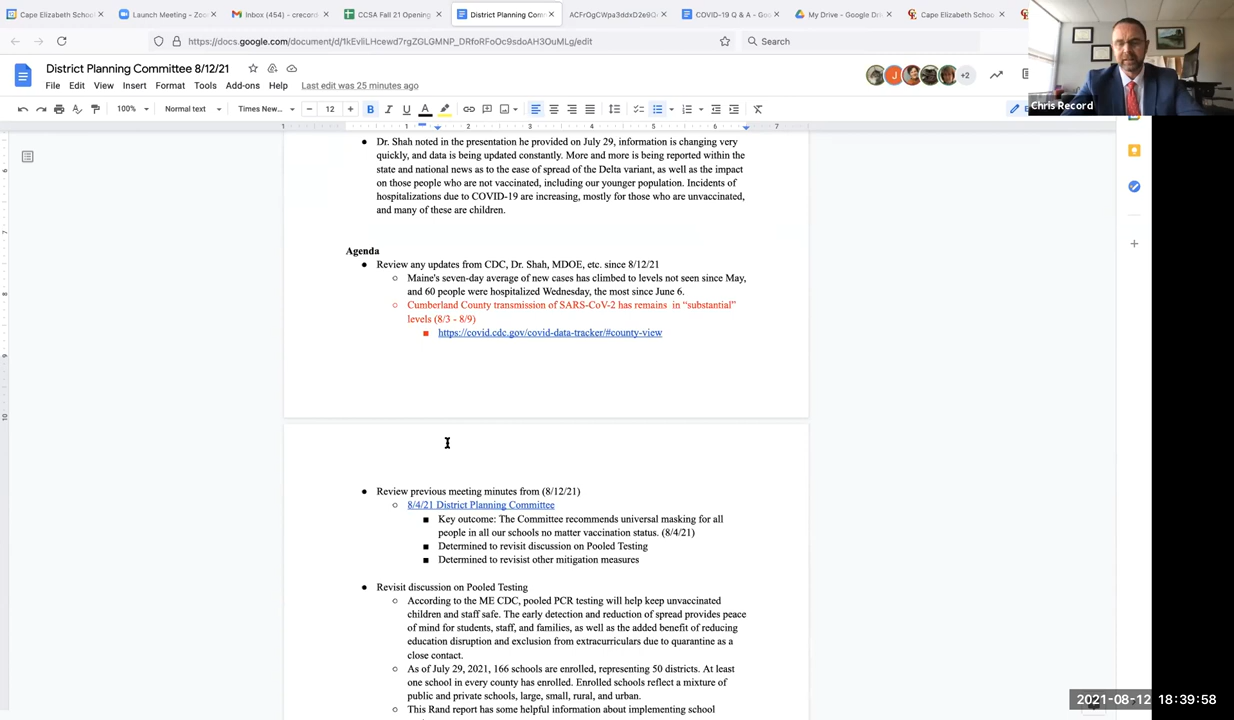 Cape Elizabeth Schoo
Launch Meeting - Zoo
Inbox (454) - crecord
CCSA Fall 21 Opening
District Planning Com
ACFrOgCWpa3ddxD2e9O
COVID-19 Q & A - Goo
My Drive - Google Dri
Cape Elizabeth Schoo
https://docs.google.com/document/d/1kEvliLHcewd7rgZGLGMNP_DRfoRFoOc9sdoAH3OuMLg/edit
Search
District Planning Committee 8/12/21
File Edit View Insert Format Tools Add-ons Help
Last edit was 25 minutes ago
+2
100%
Normal text
Times New...
12
Chris Record
Dr. Shah noted in the presentation he provided on July 29, information is changing very
quickly, and data is being updated constantly. More and more is being reported within the
state and national news as to the ease of spread of the Delta variant, as well as the impact
on those people who are not vaccinated, including our younger population. Incidents of
hospitalizations due to COVID-19 are increasing, mostly for those who are unvaccinated,
and many of these are children.
Agenda
Review any updates from CDC, Dr. Shah, MDOE, etc. since 8/12/21
Maine's seven-day average of new cases has climbed to levels not seen since May,
and 60 people were hospitalized Wednesday, the most since June 6.
Cumberland County transmission of SARS-CoV-2 has remains in “substantial”
levels (8/3 - 8/9)
https://covid.cdc.gov/covid-data-tracker/#county-view
Review previous meeting minutes from (8/12/21)
8/4/21 District Planning Committee
Key outcome: The Committee recommends universal masking for all
people in all our schools no matter vaccination status. (8/4/21)
Determined to revisit discussion on Pooled Testing
Determined to revisist other mitigation measures
Revisit discussion on Pooled Testing
According to the ME CDC, pooled PCR testing will help keep unvaccinated
children and staff safe. The early detection and reduction of spread provides peace
of mind for students, staff, and families, as well as the added benefit of reducing
education disruption and exclusion from extracurriculars due to quarantine as a
close contact.
As of July 29, 2021, 166 schools are enrolled, representing 50 districts. At least
one school in every county has enrolled. Enrolled schools reflect a mixture of
public and private schools, large, small, rural, and urban.
This Rand report has some helpful information about implementing school
2021-08-12 18:39:58